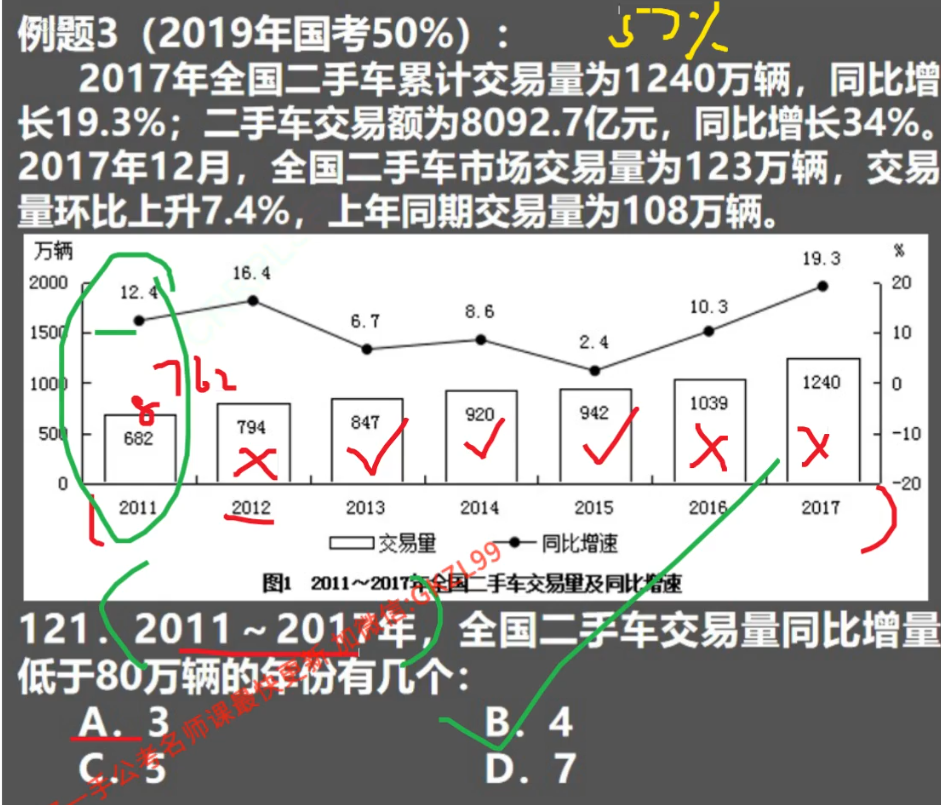 例题3（2019年国考50%）： 57%
2017年全国二手车累计交易量为1240万辆，同比增
长19.3%；二手车交易额为8092.7亿元，同比增长34%。
2017年12月，全国二手车市场交易量为123万辆，交易
量环比上升7.4%，上年同期交易量为108万辆。
万辆 %
2000 12.4 16.4 6.7 8.6 2.4 10.3 19.3 20
1500 10
1000 762 0
500 682 794 847 920 942 1039 1240 -10
0 -20
2011 2012 2013 2014 2015 2016 2017
交易量 同比增速
图1 2011～2017年全国二手车交易量及同比增速
121．2011～2017年，全国二手车交易量同比增量
低于80万辆的年份有几个：
A．3 B．4
C．5 D．7
一手公考名师课最快更新,加微信:GKZL99